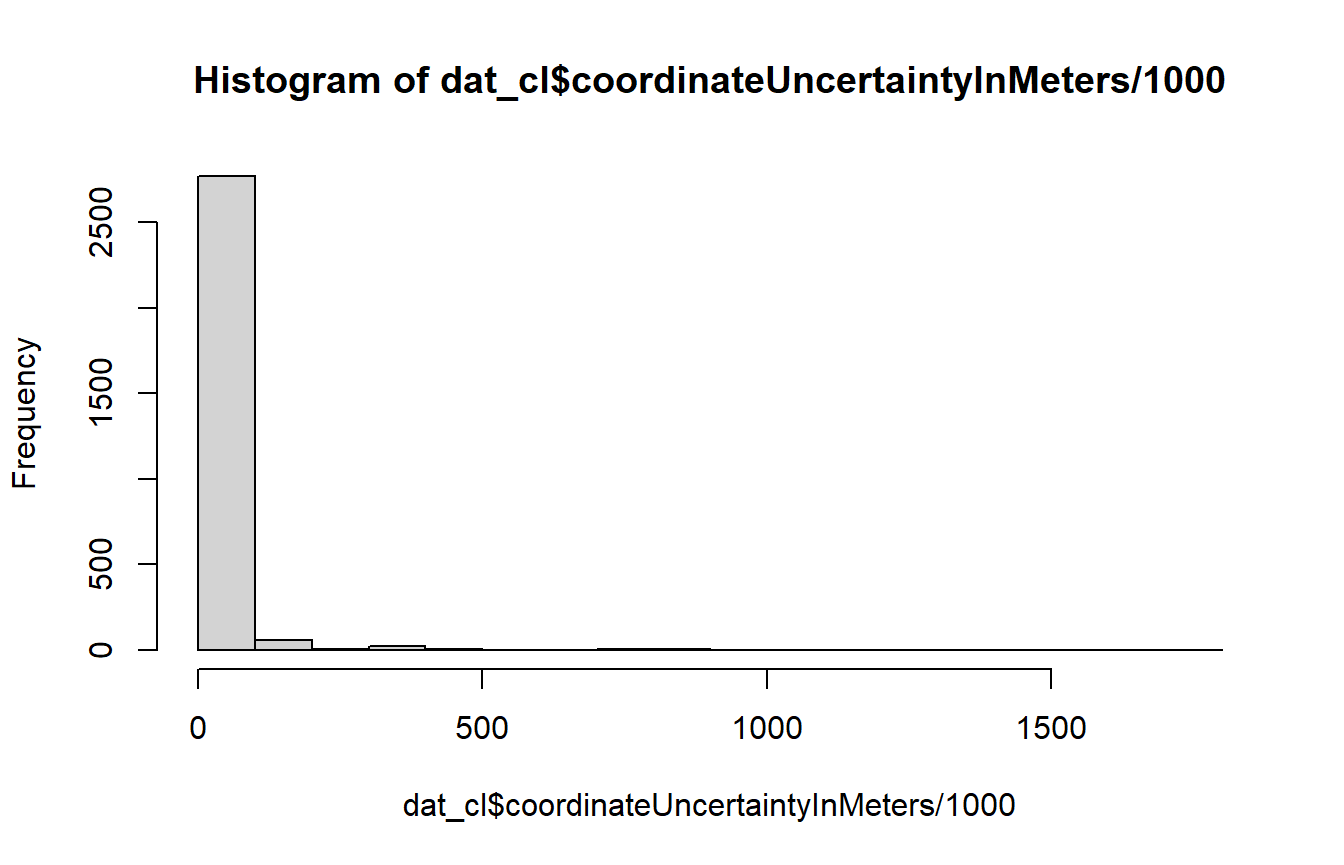 Histogram of dat_cl$coordinateUncertaintyInMeters/1000
Frequency
2500
1500
500
0
0 500 1000 1500
dat_cl$coordinateUncertaintyInMeters/1000